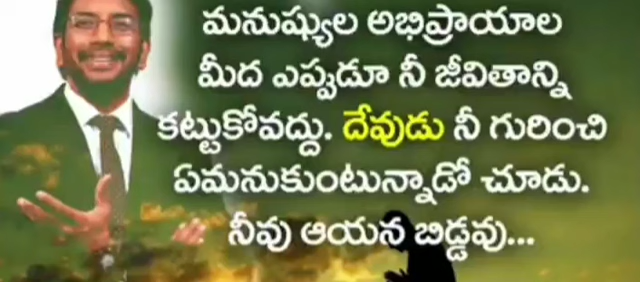 మనుష్యుల అభిప్రాయాల
మీద ఎప్పుడూ నీ జీవితాన్ని
కట్టుకోవద్దు. దేవుడు నీ గురించి
ఏమనుకుంటున్నాడో చూడు.
నీవు ఆయన బిడ్డవు...